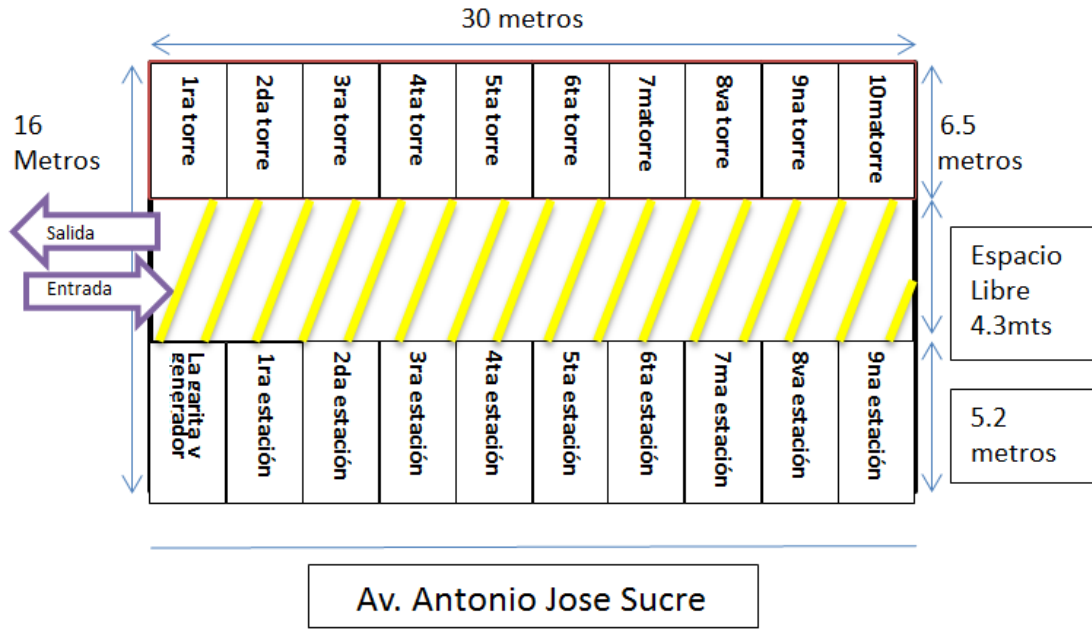 30 metros
16
Metros
1ra torre
2da torre
3ra torre
4ta torre
5ta torre
6ta torre
7matorre
8va torre
9na torre
10matorre
6.5
metros
Salida
Entrada
Espacio
Libre
4.3mts
La garita y
generador
1ra estación
2da estación
3ra estación
4ta estación
5ta estación
6ta estación
7ma estación
8va estación
9na estación
5.2
metros
Av. Antonio Jose Sucre